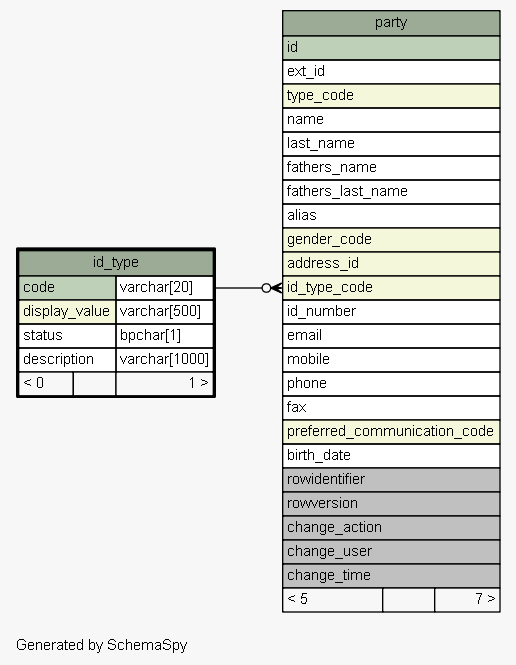 party
id
ext_id
type_code
name
last_name
fathers_name
fathers_last_name
alias
gender_code
address_id
id_type_code
id_number
email
mobile
phone
fax
preferred_communication_code
birth_date
rowidentifier
rowversion
change_action
change_user
change_time
< 5 7 >
id_type
code varchar[20]
display_value varchar[500]
status bpchar[1]
description varchar[1000]
< 0 1 >
Generated by SchemaSpy